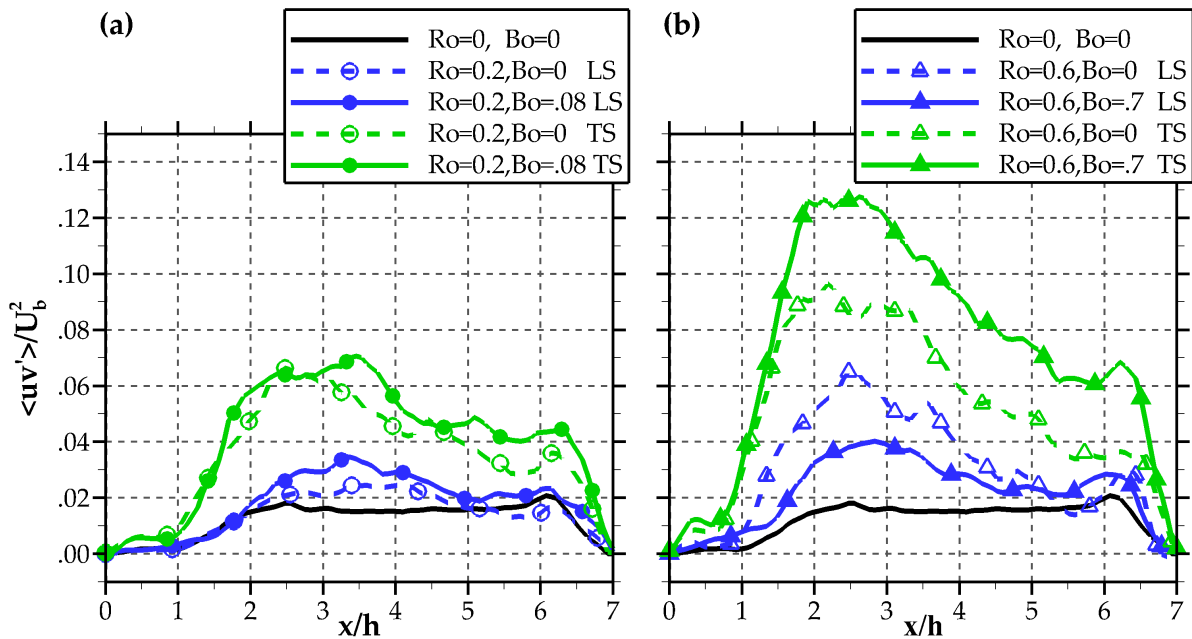 (a)
Ro=0, Bo=0
Ro=0.2,Bo=0 LS
Ro=0.2,Bo=.08 LS
Ro=0.2,Bo=0 TS
Ro=0.2,Bo=.08 TS
(b)
Ro=0, Bo=0
Ro=0.6,Bo=0 LS
Ro=0.6,Bo=.7 LS
Ro=0.6,Bo=0 TS
Ro=0.6,Bo=.7 TS
<uv'>/U_b^2
.14
.12
.10
.08
.06
.04
.02
.00
0 1 2 3 4 5 6 7
x/h
0 1 2 3 4 5 6 7
x/h